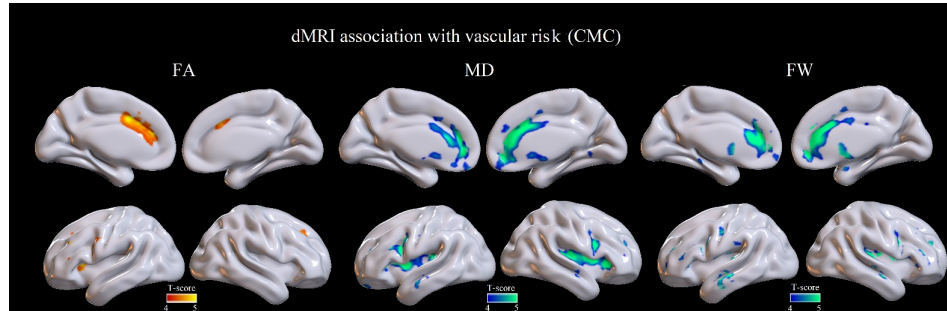 dMRI association with vascular risk (CMC)
FA MD FW
T-score T-score T-score
4 5 4 5 4 5